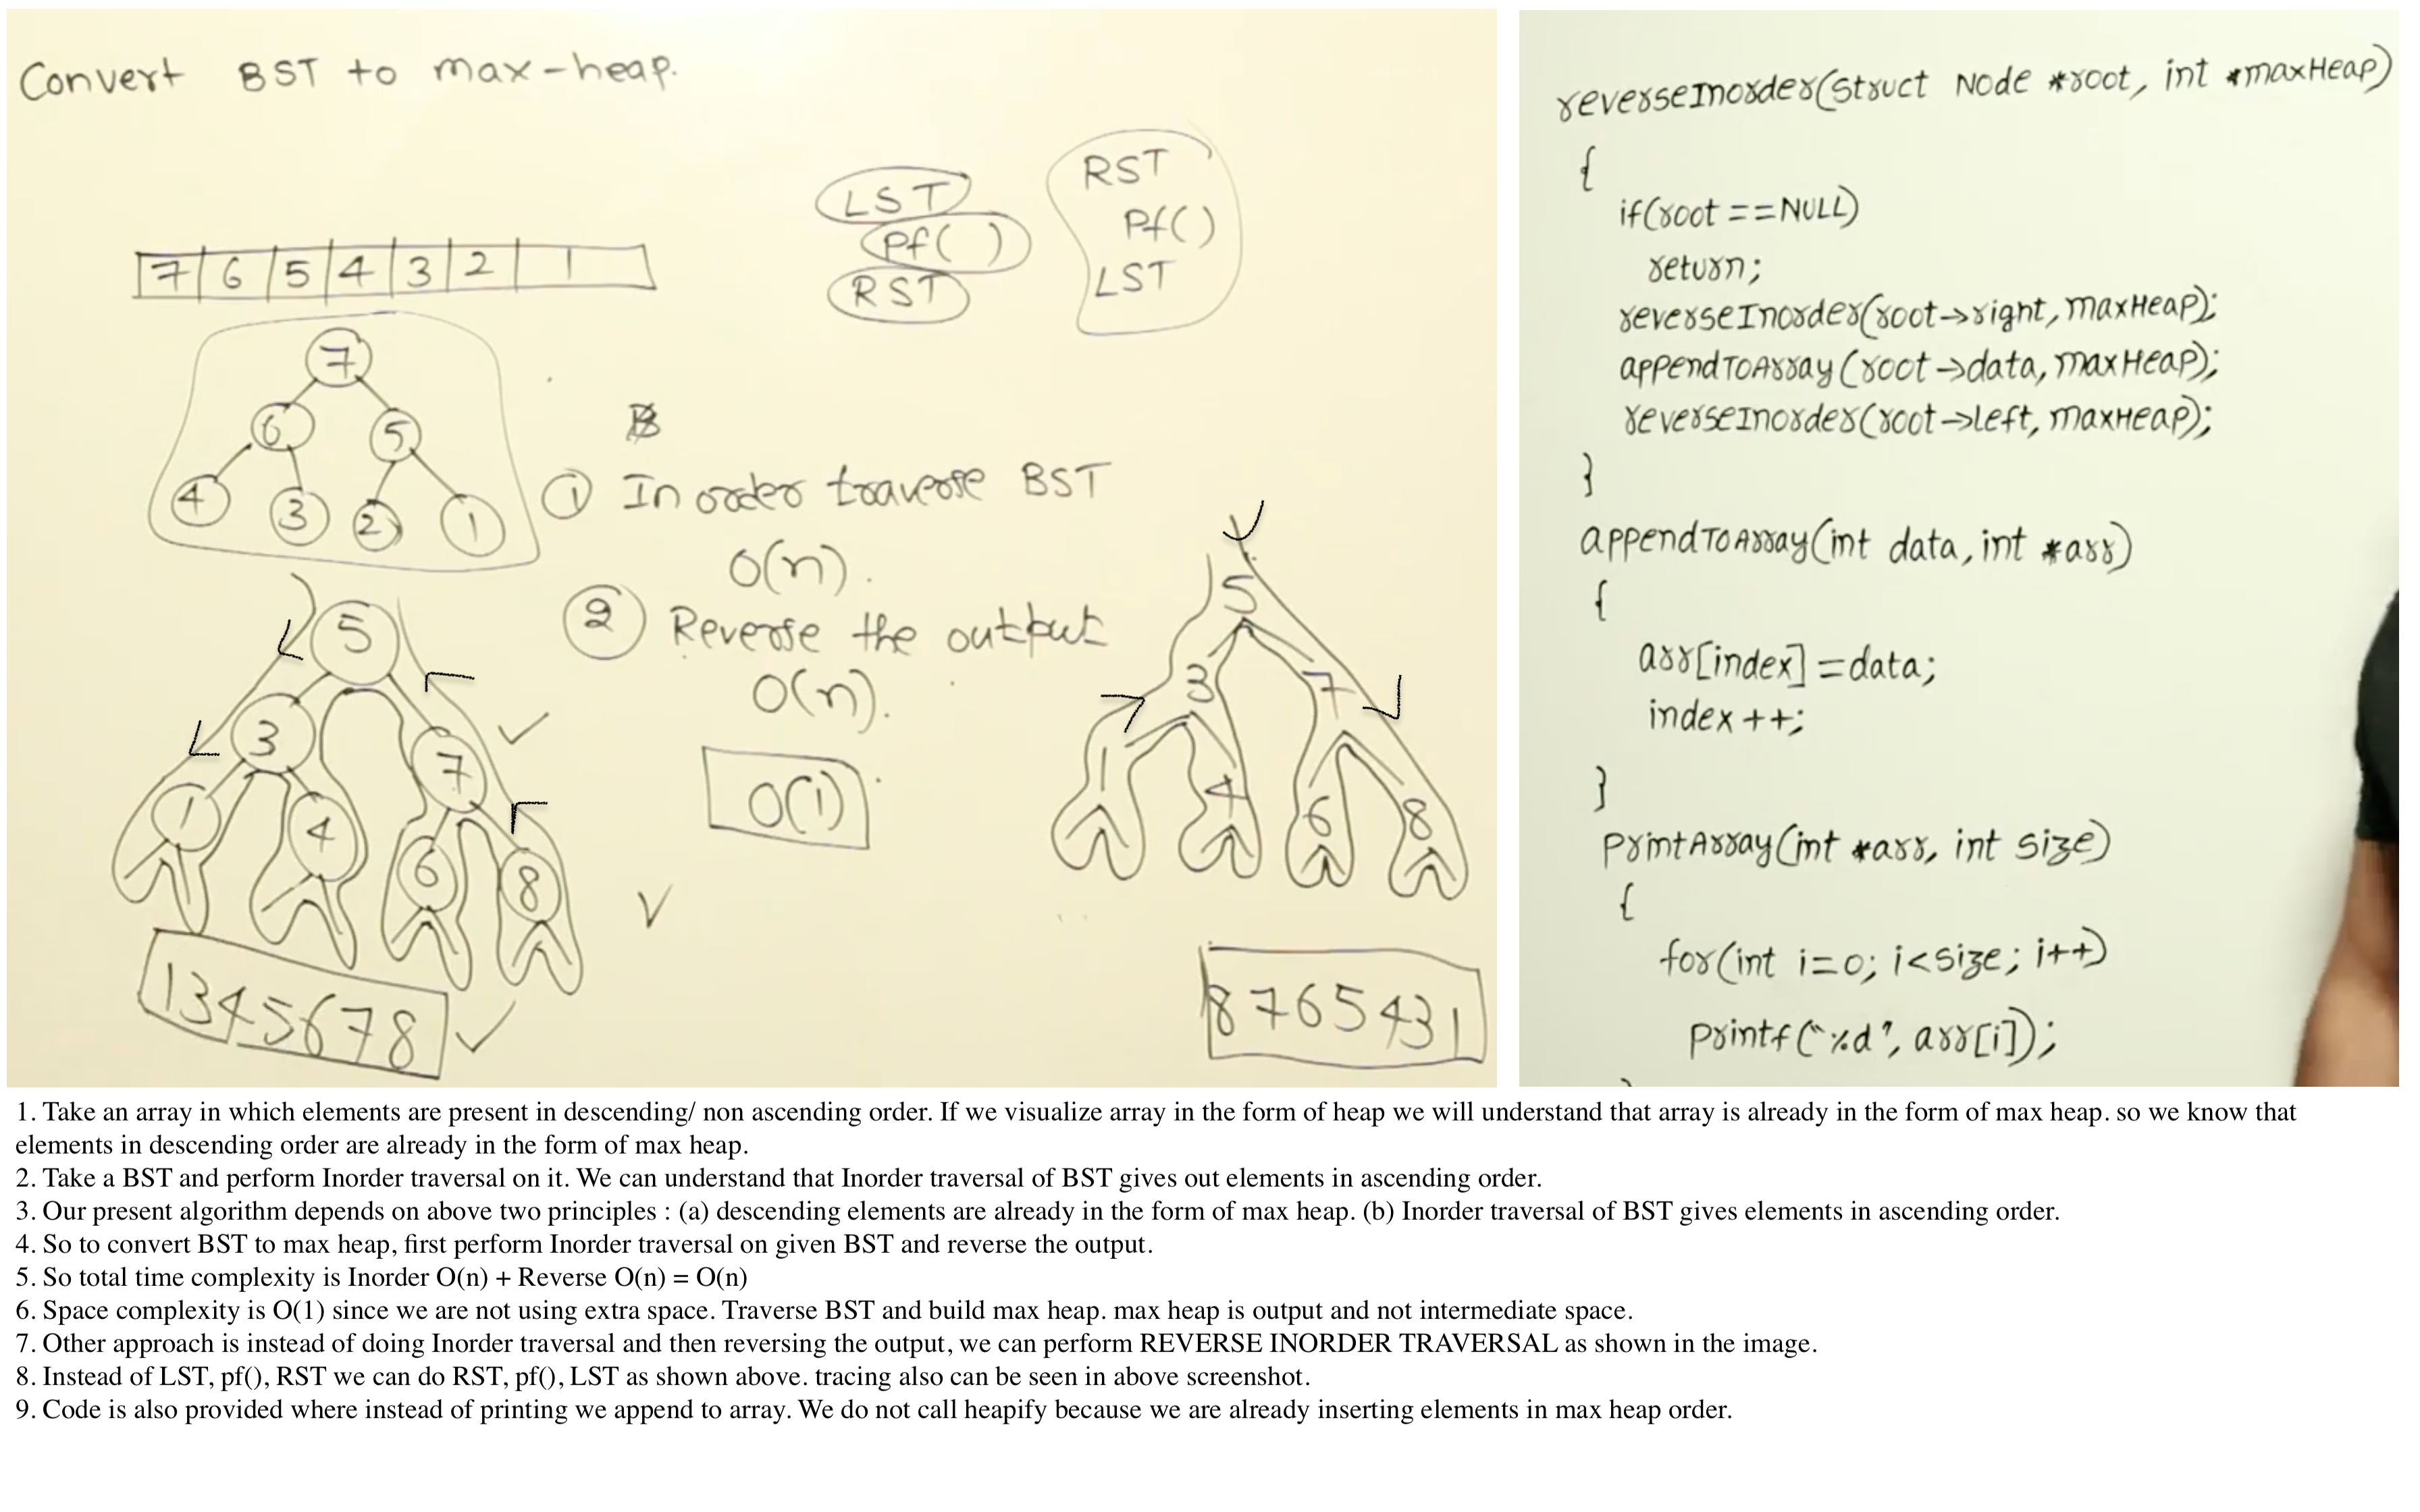 Convert BST to max-heap.
7 6 5 4 3 2 1
LST
Pf( )
RST
RST
Pf()
LST
7
6 5
4 3 2 1
① Inorder traverse BST
O(n).
② Reverse the output
O(n).
O(1)
5
3 7
1 4 6 8
1345678
5
3 7
1 4 6 8
8765431
reverseInorder(struct Node *root, int *maxHeap)
{
if(root ==NULL)
return;
reverseInorder(root->right, maxHeap);
appendToArray(root->data, maxHeap);
reverseInorder(root->left, maxHeap);
}
appendToArray(int data, int *arr)
{
arr[index]=data;
index++;
}
printArray(int *arr, int size)
{
for(int i=0; i<size; i++)
printf("%d", arr[i]);
1. Take an array in which elements are present in descending/ non ascending order. If we visualize array in the form of heap we will understand that array is already in the form of max heap. so we know that
elements in descending order are already in the form of max heap.
2. Take a BST and perform Inorder traversal on it. We can understand that Inorder traversal of BST gives out elements in ascending order.
3. Our present algorithm depends on above two principles : (a) descending elements are already in the form of max heap. (b) Inorder traversal of BST gives elements in ascending order.
4. So to convert BST to max heap, first perform Inorder traversal on given BST and reverse the output.
5. So total time complexity is Inorder O(n) + Reverse O(n) = O(n)
6. Space complexity is O(1) since we are not using extra space. Traverse BST and build max heap. max heap is output and not intermediate space.
7. Other approach is instead of doing Inorder traversal and then reversing the output, we can perform REVERSE INORDER TRAVERSAL as shown in the image.
8. Instead of LST, pf(), RST we can do RST, pf(), LST as shown above. tracing also can be seen in above screenshot.
9. Code is also provided where instead of printing we append to array. We do not call heapify because we are already inserting elements in max heap order.